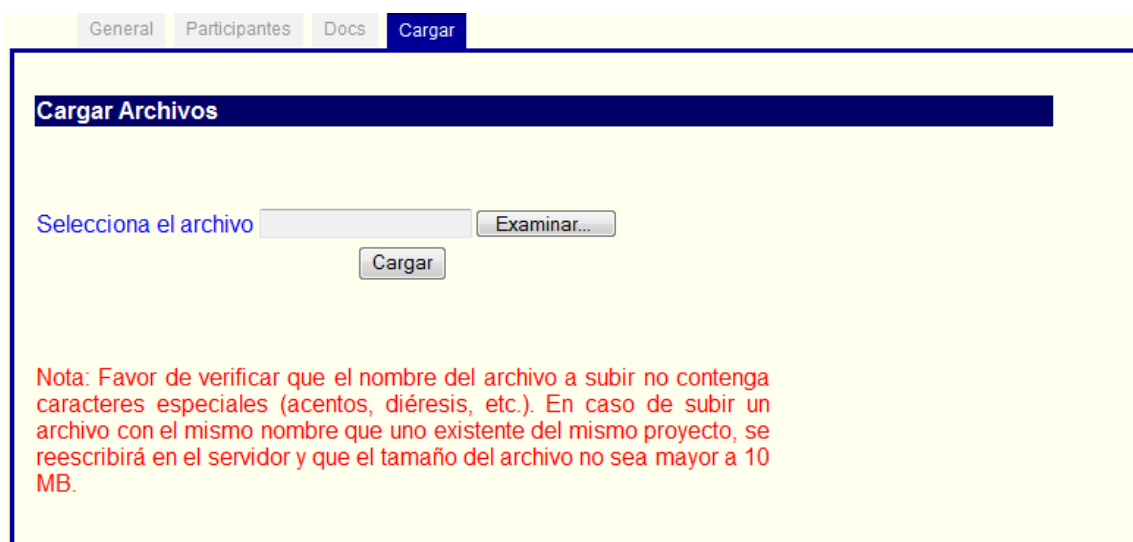 General Participantes Docs Cargar
Cargar Archivos
Selecciona el archivo Examinar...
Cargar
Nota: Favor de verificar que el nombre del archivo a subir no contenga
caracteres especiales (acentos, diéresis, etc.). En caso de subir un
archivo con el mismo nombre que uno existente del mismo proyecto, se
reescribirá en el servidor y que el tamaño del archivo no sea mayor a 10
MB.